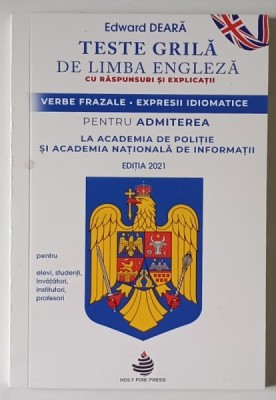 Edward DEARĂ
TESTE GRILĂ
DE LIMBA ENGLEZĂ
CU RĂSPUNSURI ȘI EXPLICAȚII
VERBE FRAZALE • EXPRESII IDIOMATICE
PENTRU ADMITEREA
LA ACADEMIA DE POLIȚIE
ȘI ACADEMIA NAȚIONALĂ DE INFORMAȚII
EDIȚIA 2021
pentru
elevi, studenți,
învățători,
institutori,
profesori
HOLY FIRE PRESS